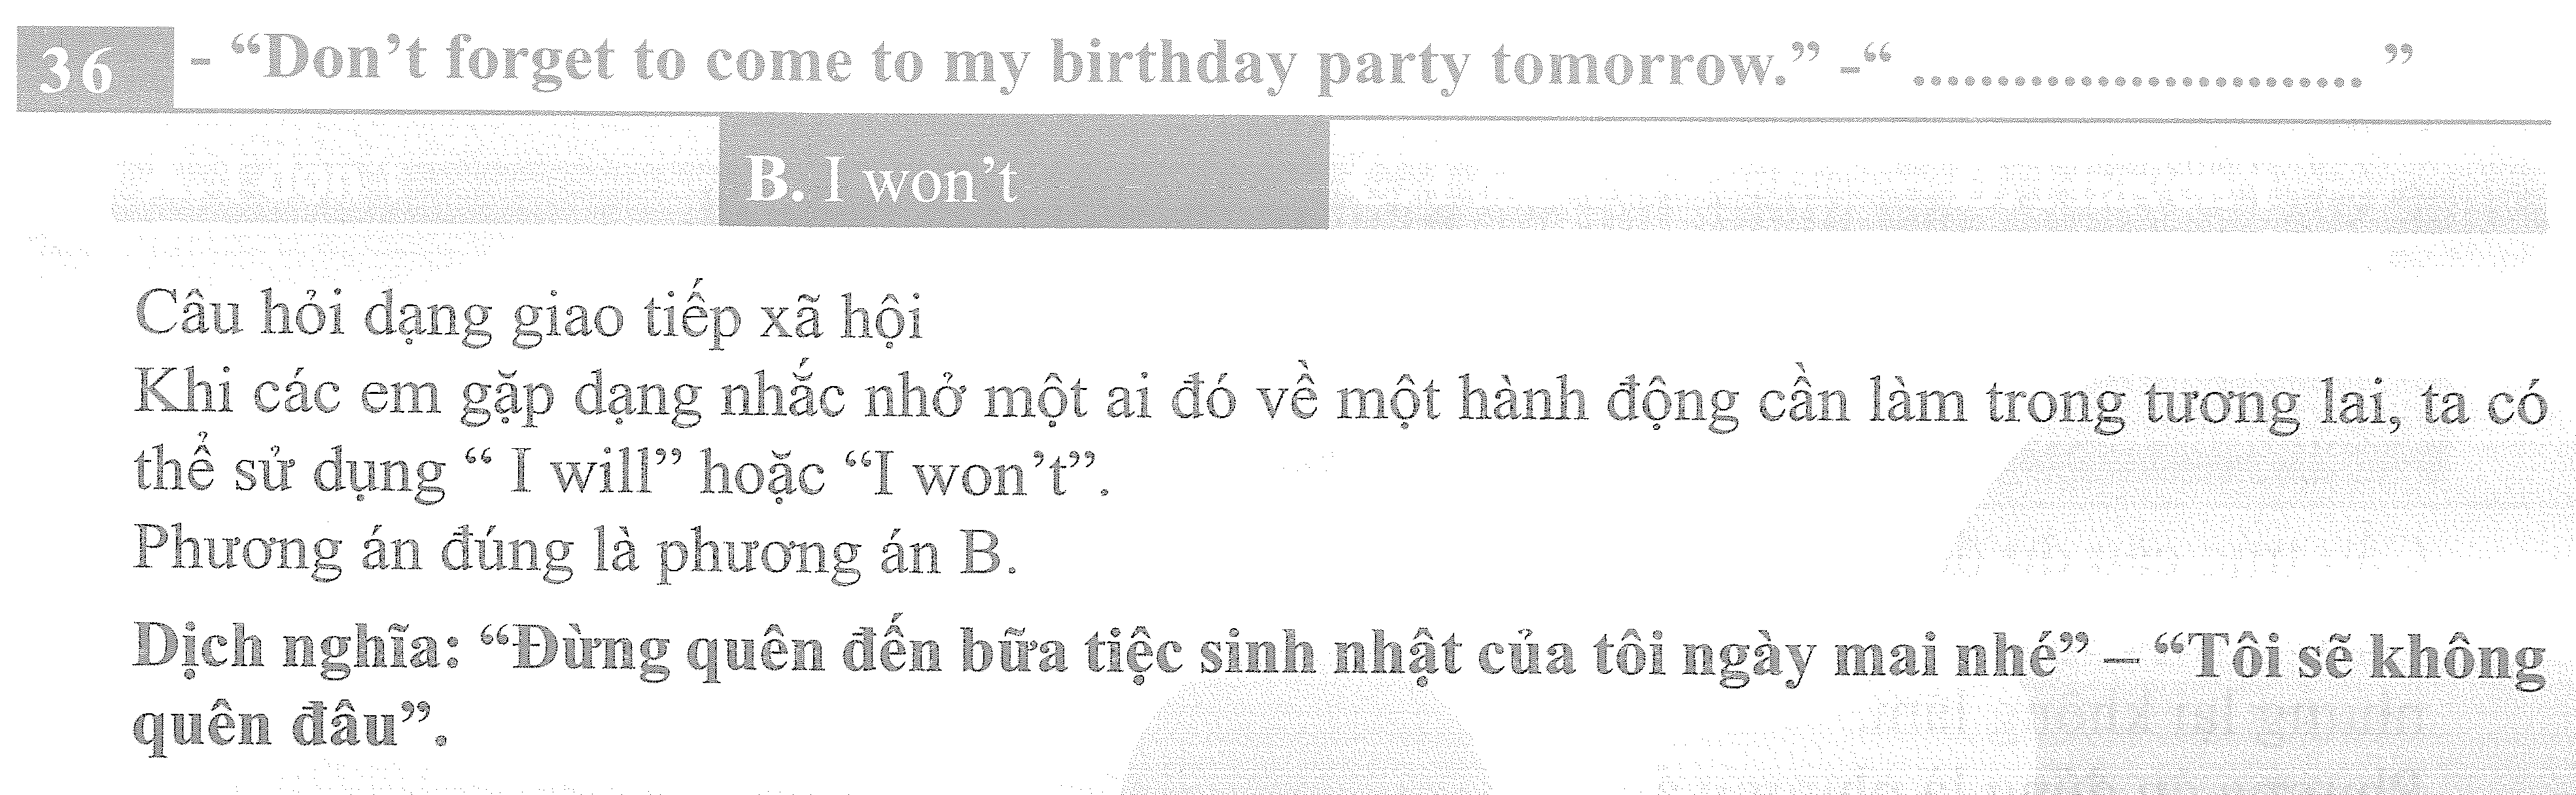 36 - “Don’t forget to come to my birthday party tomorrow.” -“ .......................... ”
B. I won’t
Câu hỏi dạng giao tiếp xã hội
Khi các em gặp dạng nhắc nhở một ai đó về một hành động cần làm trong tương lai, ta có
thể sử dụng “ I will” hoặc “I won’t”.
Phương án đúng là phương án B.
Dịch nghĩa: “Đừng quên đến bữa tiệc sinh nhật của tôi ngày mai nhé” – “Tôi sẽ không
quên đâu”.